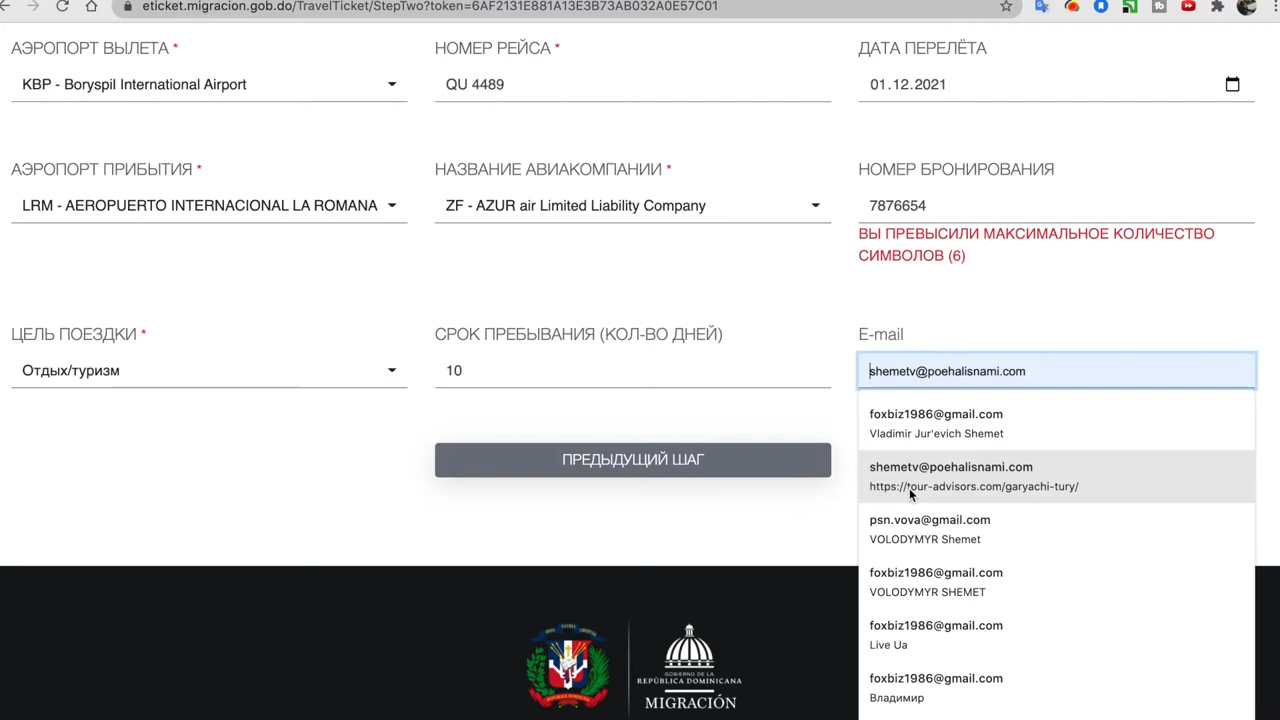 eticket.migracion.gob.do/TravelTicket/StepTwo?token=6AF2131E881A13E3B73AB032A0E57C01
АЭРОПОРТ ВЫЛЕТА *
НОМЕР РЕЙСА *
ДАТА ПЕРЕЛЁТА
KBP - Boryspil International Airport
QU 4489
01.12.2021
АЭРОПОРТ ПРИБЫТИЯ *
НАЗВАНИЕ АВИАКОМПАНИИ *
НОМЕР БРОНИРОВАНИЯ
LRM - AEROPUERTO INTERNACIONAL LA ROMANA
ZF - AZUR air Limited Liability Company
7876654
ВЫ ПРЕВЫСИЛИ МАКСИМАЛЬНОЕ КОЛИЧЕСТВО
СИМВОЛОВ (6)
ЦЕЛЬ ПОЕЗДКИ *
СРОК ПРЕБЫВАНИЯ (КОЛ-ВО ДНЕЙ)
E-mail
Отдых/туризм
10
shemetv@poehalisnami.com
foxbiz1986@gmail.com
Vladimir Jur'evich Shemet
ПРЕДЫДУЩИЙ ШАГ
shemetv@poehalisnami.com
https://tour-advisors.com/garyachi-tury/
psn.vova@gmail.com
VOLODYMYR Shemet
foxbiz1986@gmail.com
VOLODYMYR SHEMET
foxbiz1986@gmail.com
Live Ua
foxbiz1986@gmail.com
Владимир
GOBIERNO DE LA
REPÚBLICA DOMINICANA
MIGRACIÓN